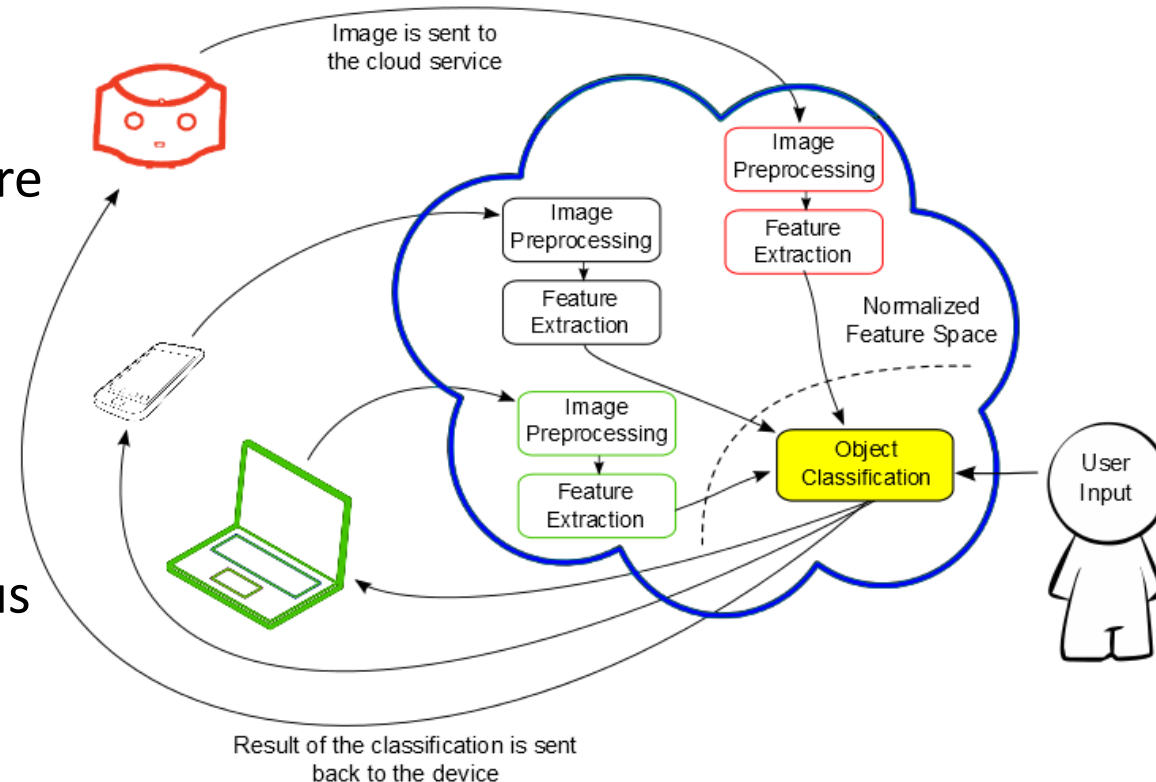 Image is sent to
the cloud service
re
Image
Preprocessing
Feature
Extraction
Image
Preprocessing
Feature
Extraction
Normalized
Feature Space
Image
Preprocessing
Feature
Extraction
Object
Classification
User
Input
us
Result of the classification is sent
back to the device